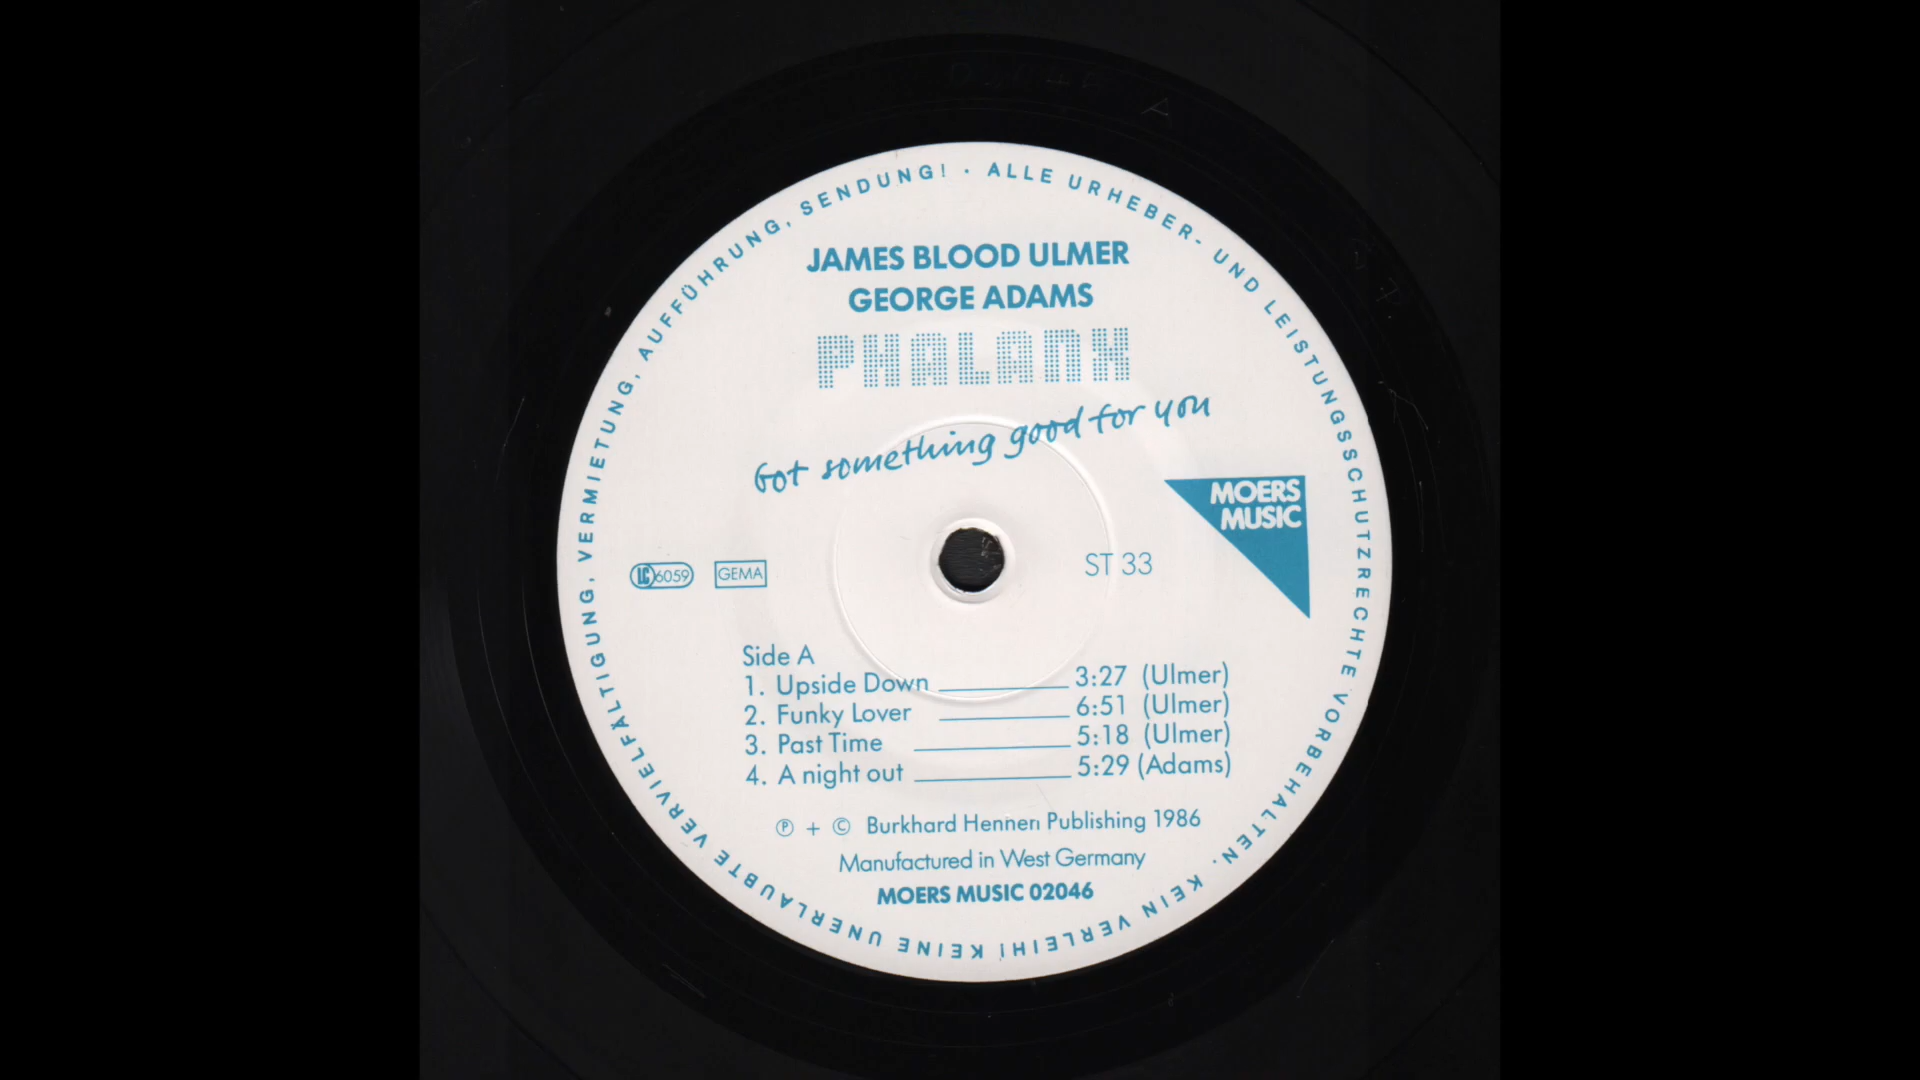 ALLE URHEBER- UND LEISTUNGSSCHUTZRECHTE VORBEHALTEN. KEIN VERLEIH! KEINE UNERLAUBTE VERVIELFÄLTIGUNG, VERMIETUNG, AUFFÜHRUNG, SENDUNG! ·
JAMES BLOOD ULMER
GEORGE ADAMS
PHALANX
Got something good for you
MOERS
MUSIC
LC 6059 GEMA ST 33
Side A
1. Upside Down 3:27 (Ulmer)
2. Funky Lover 6:51 (Ulmer)
3. Past Time 5:18 (Ulmer)
4. A night out 5:29 (Adams)
Ⓟ + © Burkhard Hennen Publishing 1986
Manufactured in West Germany
MOERS MUSIC 02046